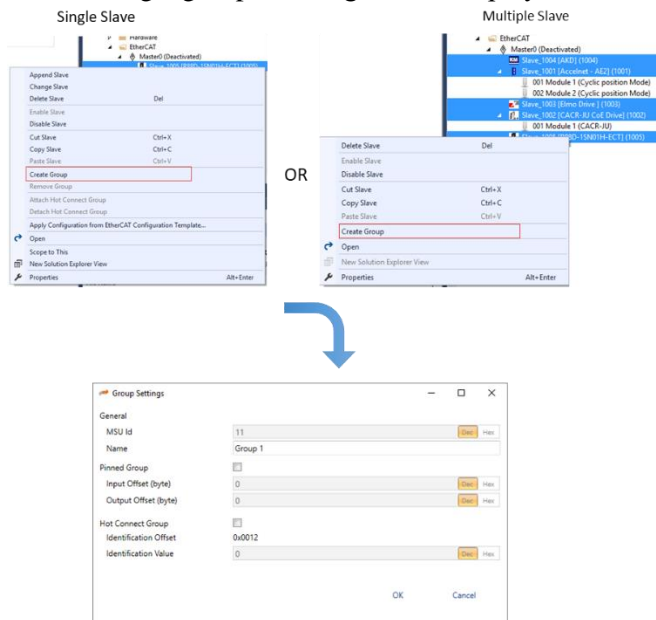 Single Slave
Multiple Slave
Hardware
EtherCAT
Master0 (Deactivated)
Append Slave
Change Slave
Delete Slave Del
Enable Slave
Disable Slave
Cut Slave Ctrl+X
Copy Slave Ctrl+C
Paste Slave Ctrl+V
Create Group
Remove Group
Attach Hot Connect Group
Detach Hot Connect Group
Apply Configuration from EtherCAT Configuration Template...
Open
Scope to This
New Solution Explorer View
Properties Alt+Enter
OR
EtherCAT
Master0 (Deactivated)
Slave_1004 [AKD] (1004)
Slave_1001 [Accelnet - AE2] (1001)
001 Module 1 (Cyclic position Mode)
002 Module 2 (Cyclic position Mode)
Slave_1003 [Elmo Drive ] (1003)
Slave_1002 [CACR-JU CoE Drive] (1002)
001 Module 1 (CACR-JU)
Delete Slave Del
Enable Slave
Disable Slave
Cut Slave Ctrl+X
Copy Slave Ctrl+C
Paste Slave Ctrl+V
Create Group
Open
New Solution Explorer View
Properties Alt+Enter
Group Settings
General
MSU Id 11 Dec Hex
Name Group 1
Pinned Group
Input Offset (byte) 0 Dec Hex
Output Offset (byte) 0 Dec Hex
Hot Connect Group
Identification Offset 0x0012
Identification Value 0 Dec Hex
OK Cancel